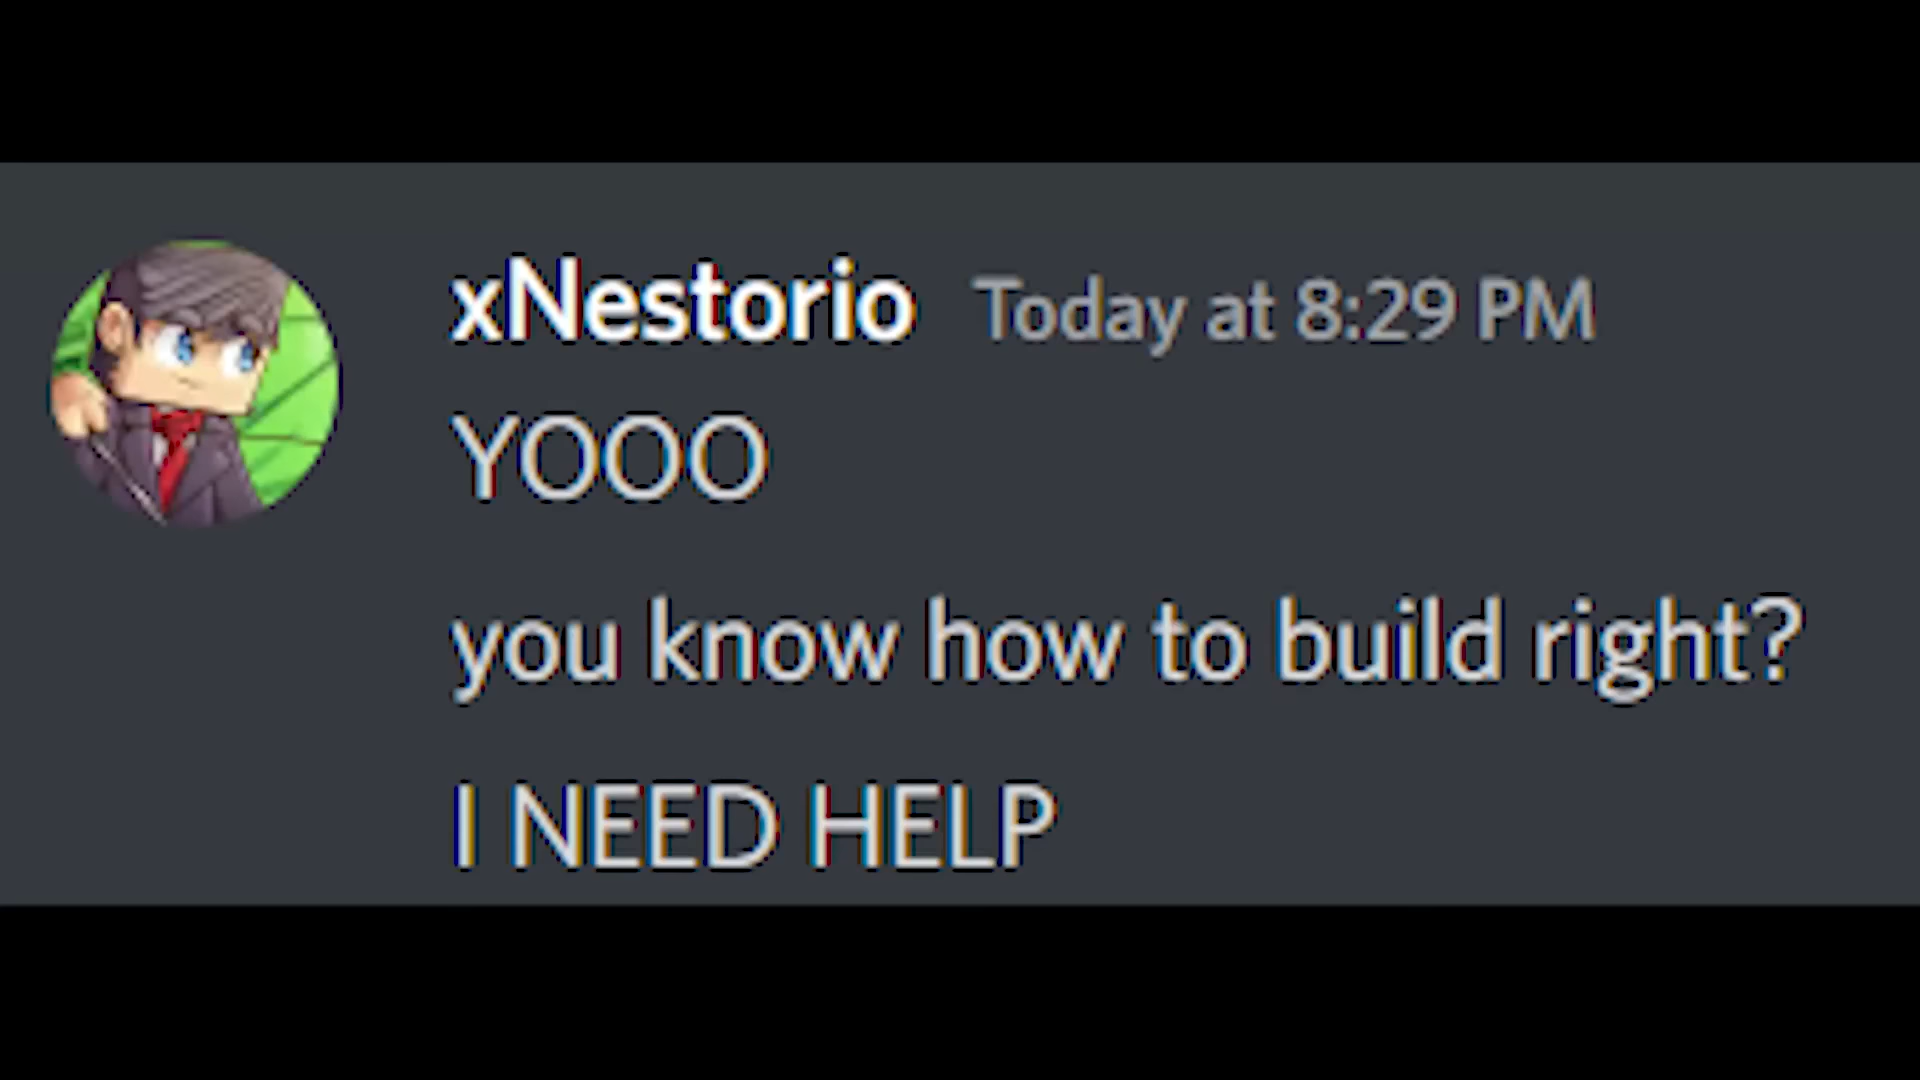 xNestorio Today at 8:29 PM
YOOO
you know how to build right?
I NEED HELP